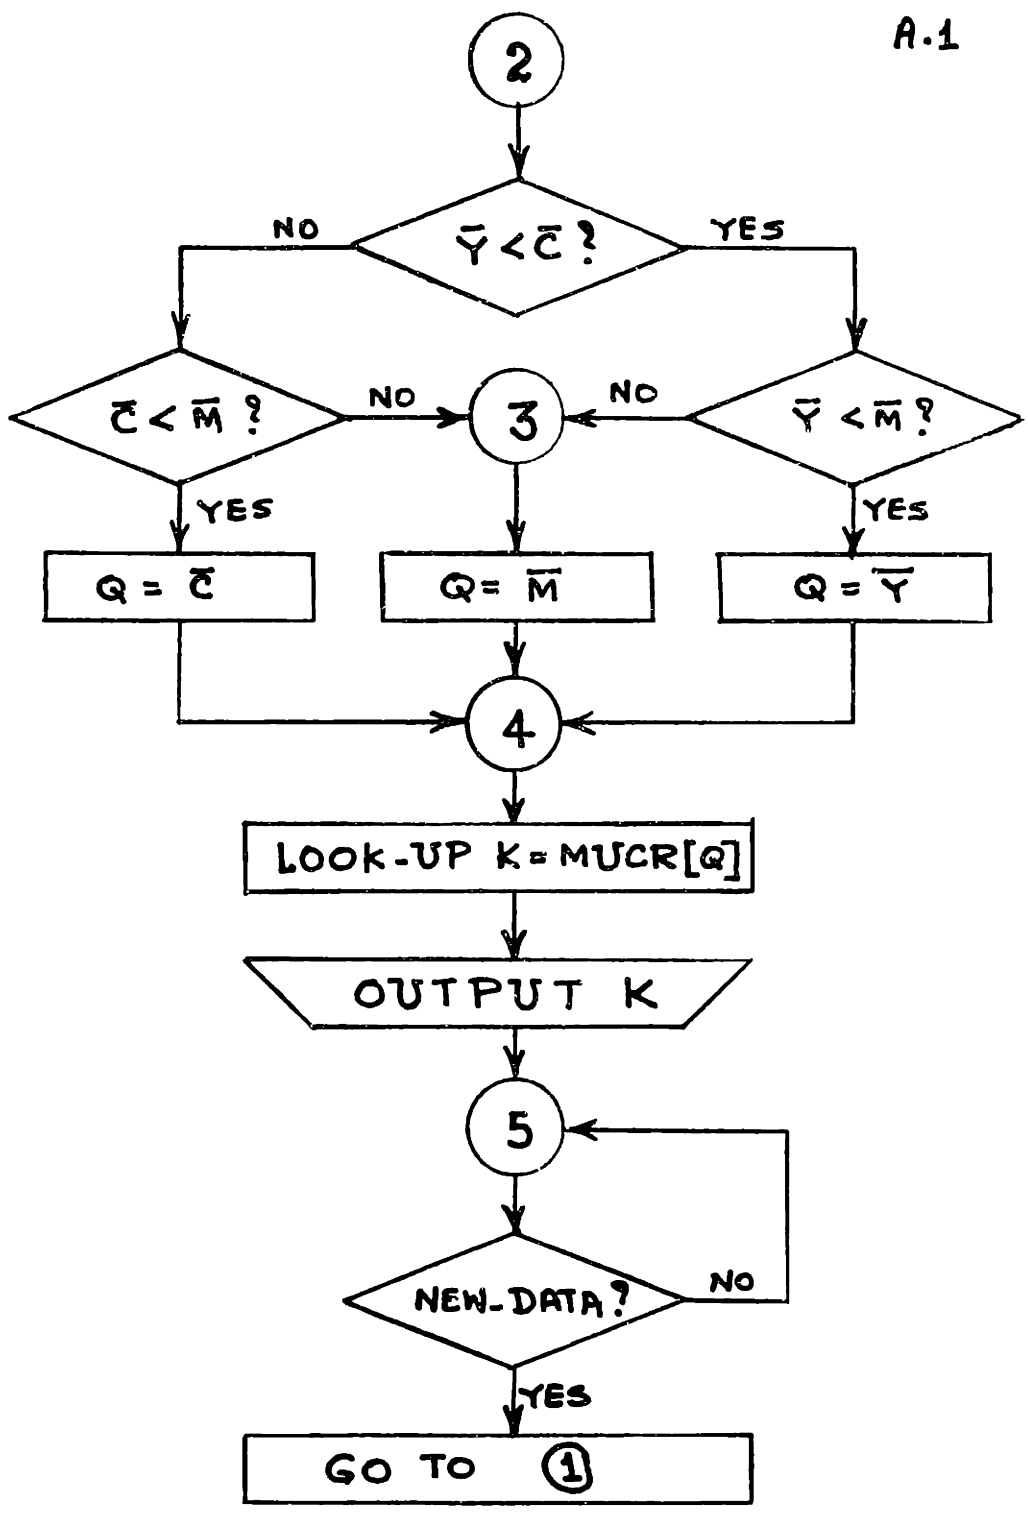 A.1
2
Y̅ < C̅ ?
NO
YES
C̅ < M̅ ?
NO
3
NO
Y̅ < M̅ ?
YES
YES
Q = C̅
Q = M̅
Q = Y̅
4
LOOK-UP K = MUCR[Q]
OUTPUT K
5
NEW-DATA?
NO
YES
GO TO 1